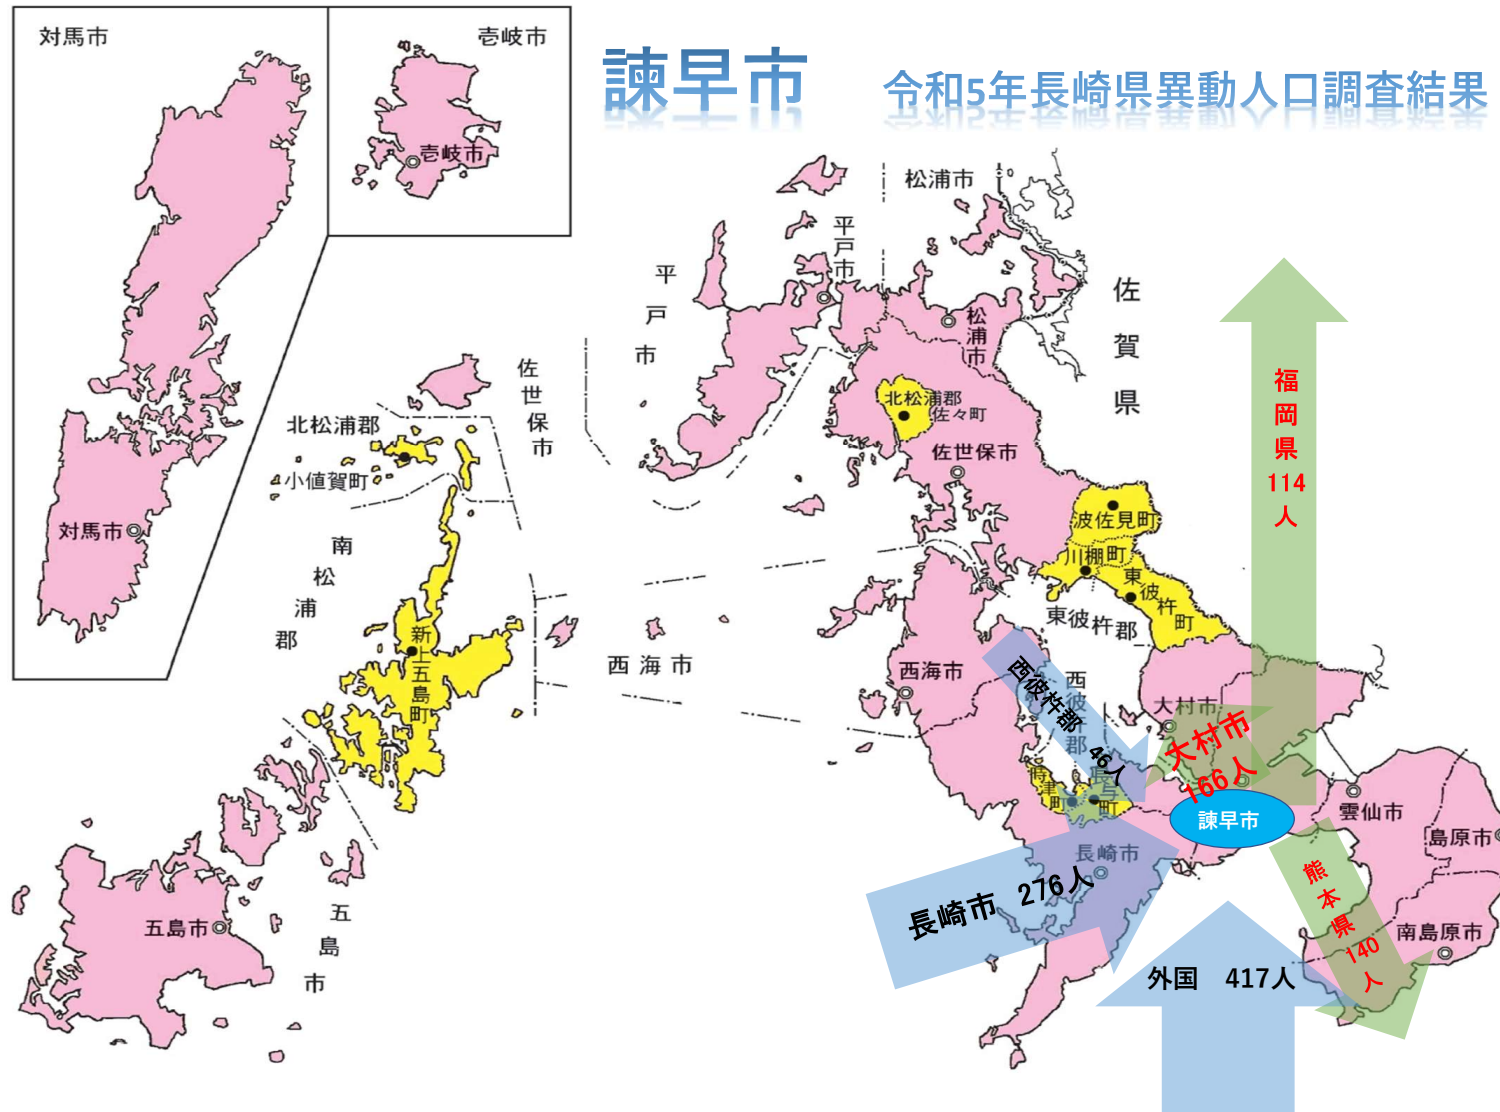 対馬市
壱岐市
諫早市
令和5年長崎県異動人口調査結果
壱岐市
対馬市
松浦市
平戸市
平戸市
松浦市
佐賀県
佐世保市
北松浦郡
小値賀町
北松浦郡
佐々町
佐世保市
波佐見町
川棚町
東彼杵町
東彼杵郡
南松浦郡
新上五島町
西海市
西海市
西彼杵郡
大村市
時津町
長与町
長崎市
雲仙市
島原市
南島原市
五島市
五島市
福岡県
114
人
西彼杵郡 46人
大村市
166人
諫早市
長崎市 276人
外国 417人
熊本県
140
人